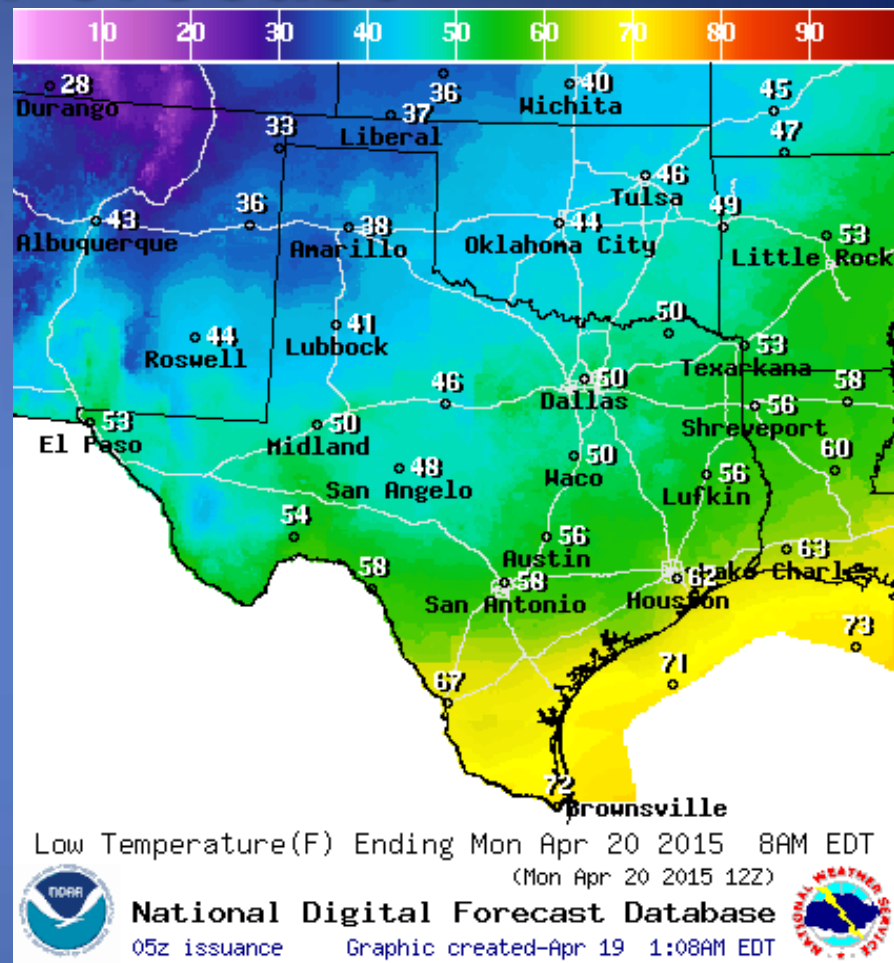 10 20 30 40 50 60 70 80 90
28
Durango
36
37
Liberal
40
Wichita
45
47
33
46
Tulsa
43
Albuquerque
36
38
Amarillo
44
Oklahoma City
49
53
Little Rock
44
Roswell
41
Lubbock
50
53
Texarkana
53
El Paso
50
Midland
46
50
Dallas
56
Shreveport
58
48
San Angelo
50
Waco
56
Lufkin
60
54
56
Austin
58
58
San Antonio
62
Houston
63
Lake Charles
67
71
73
72
Brownsville
Low Temperature(F) Ending Mon Apr 20 2015 8AM EDT
(Mon Apr 20 2015 12Z)
NOAA
National Digital Forecast Database
05z issuance Graphic created-Apr 19 1:08AM EDT
NATIONAL WEATHER SERVICE